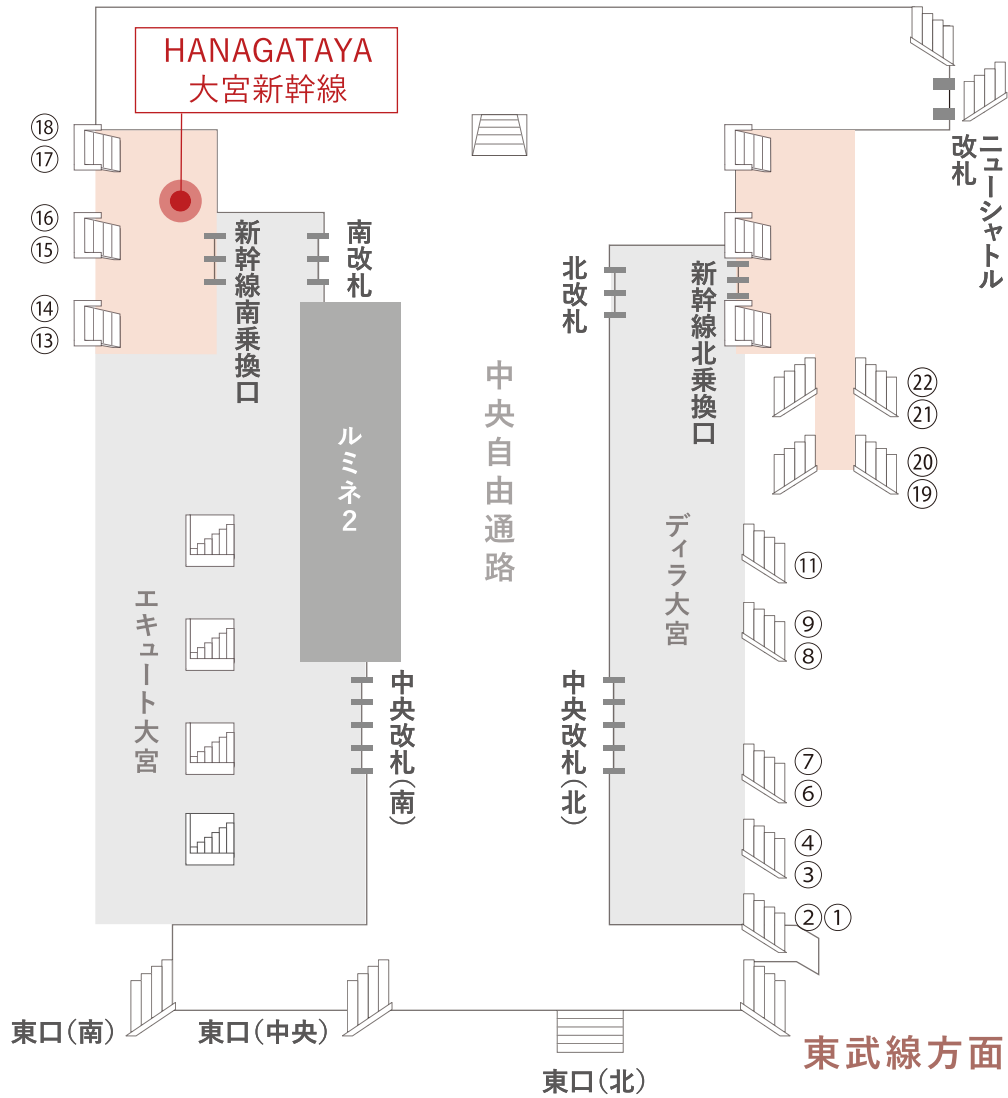 HANAGATAYA
大宮新幹線
⑱
⑰
⑯
⑮
⑭
⑬
新幹線南乗換口
南改札
北改札
新幹線北乗換口
ニューシャトル
改札
㉒
㉑
⑳
⑲
ルミネ2
中央自由通路
ディラ大宮
エキュート大宮
⑪
⑨
⑧
中央改札(南)
中央改札(北)
⑦
⑥
④
③
②①
東口(南)
東口(中央)
東口(北)
東武線方面